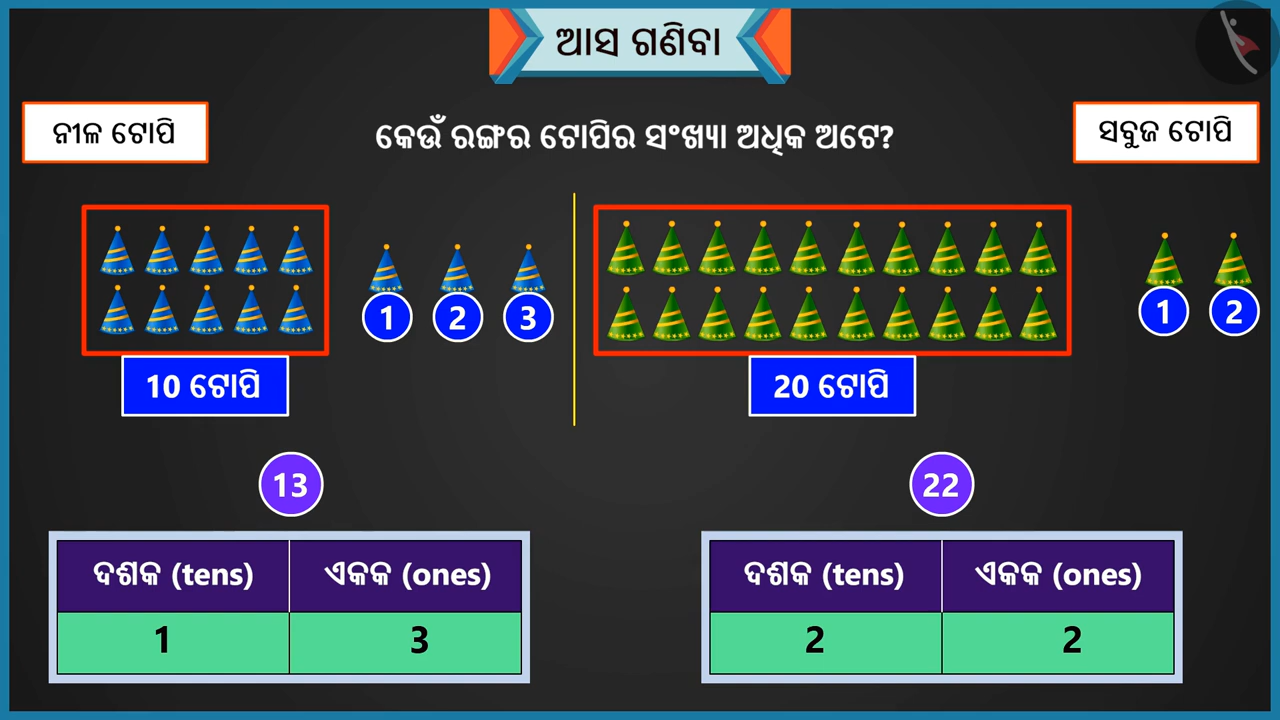 ଆସ ଗଣିବା
ନୀଳ ଟୋପି
କେଉଁ ରଙ୍ଗର ଟୋପିର ସଂଖ୍ୟା ଅଧିକ ଅଟେ?
ସବୁଜ ଟୋପି
1 2 3
1 2
10 ଟୋପି
20 ଟୋପି
13
22
ଦଶକ (tens) ଏକକ (ones)
1 3
ଦଶକ (tens) ଏକକ (ones)
2 2